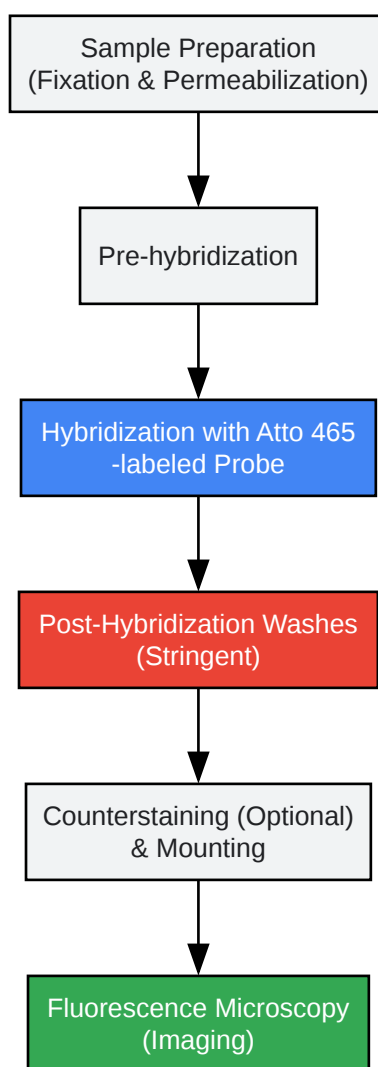 Sample Preparation
(Fixation & Permeabilization)
Pre-hybridization
Hybridization with Atto 465
-labeled Probe
Post-Hybridization Washes
(Stringent)
Counterstaining (Optional)
& Mounting
Fluorescence Microscopy
(Imaging)